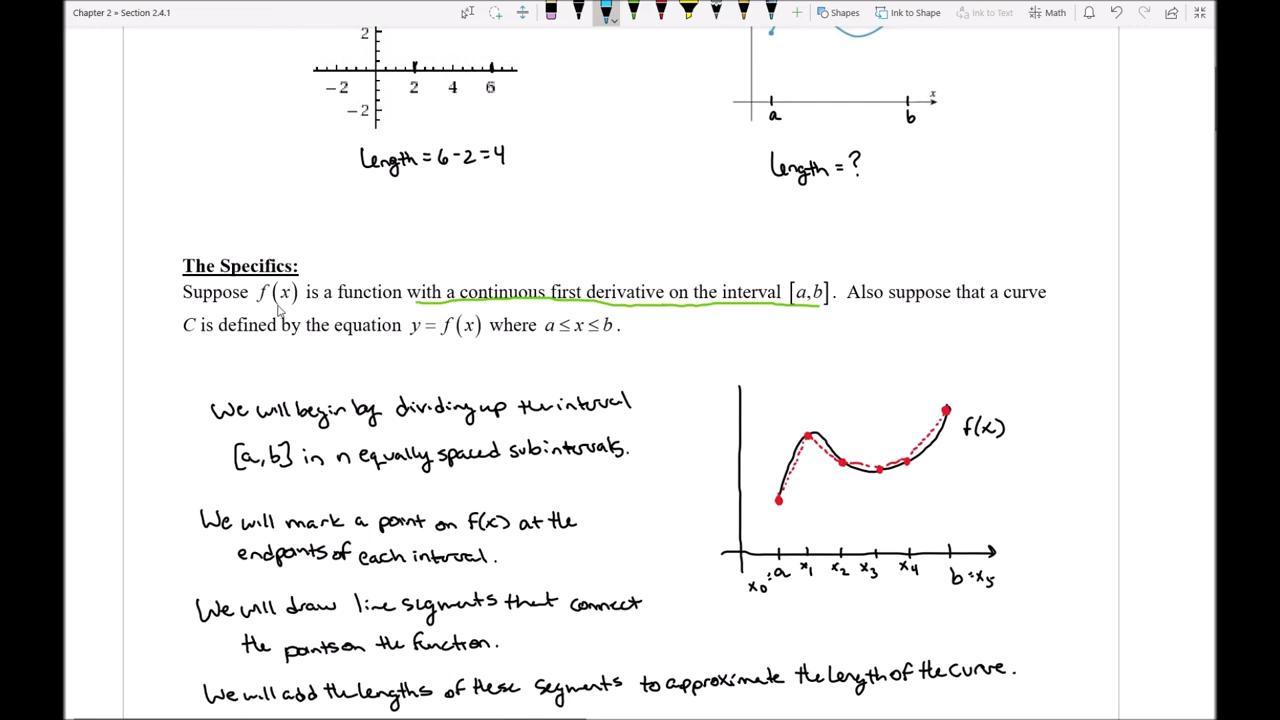 Chapter 2 » Section 2.4.1
Shapes
Ink to Shape
Ink to Text
Math
2
−2 0 2 4 6
−2
length = 6 - 2 = 4
x
a b
length = ?
The Specifics:
Suppose f(x) is a function with a continuous first derivative on the interval [a,b]. Also suppose that a curve
C is defined by the equation y = f(x) where a ≤ x ≤ b.
We will begin by dividing up the interval
[a,b] in n equally spaced subintervals.
We will mark a point on f(x) at the
endpoints of each interval.
We will draw line segments that connect
the points on the function.
We will add the lengths of these segments to approximate the length of the curve.
f(x)
x₀ = a x₁ x₂ x₃ x₄ b = x₅